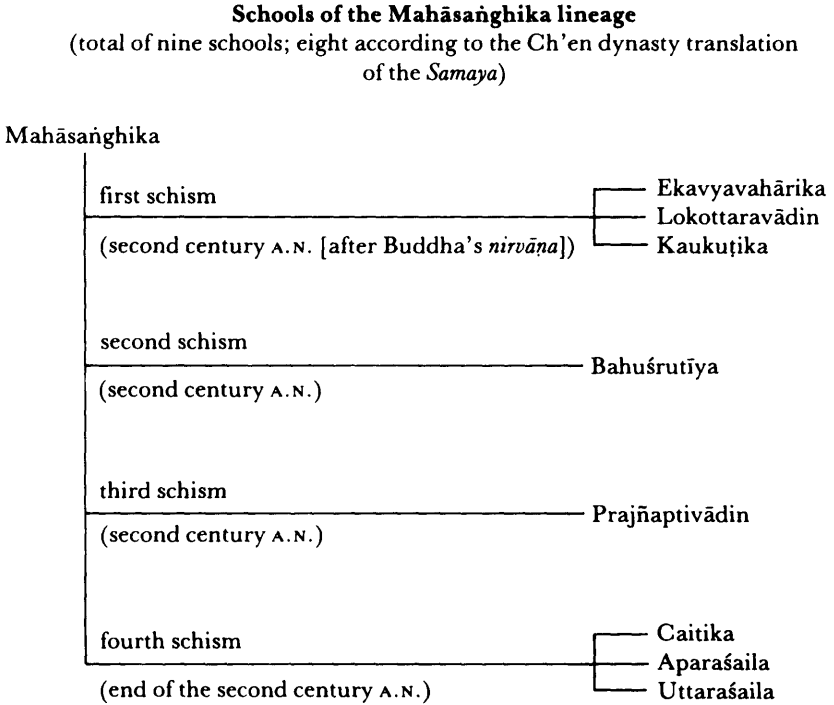 Schools of the Mahāsaṅghika lineage
(total of nine schools; eight according to the Ch'en dynasty translation
of the Samaya)
Mahāsaṅghika
first schism
(second century A.N. [after Buddha's nirvāṇa])
Ekavyavahārika
Lokottaravādin
Kaukuṭika
second schism
(second century A.N.)
Bahuśrutīya
third schism
(second century A.N.)
Prajñaptivādin
fourth schism
(end of the second century A.N.)
Caitika
Aparaśaila
Uttaraśaila